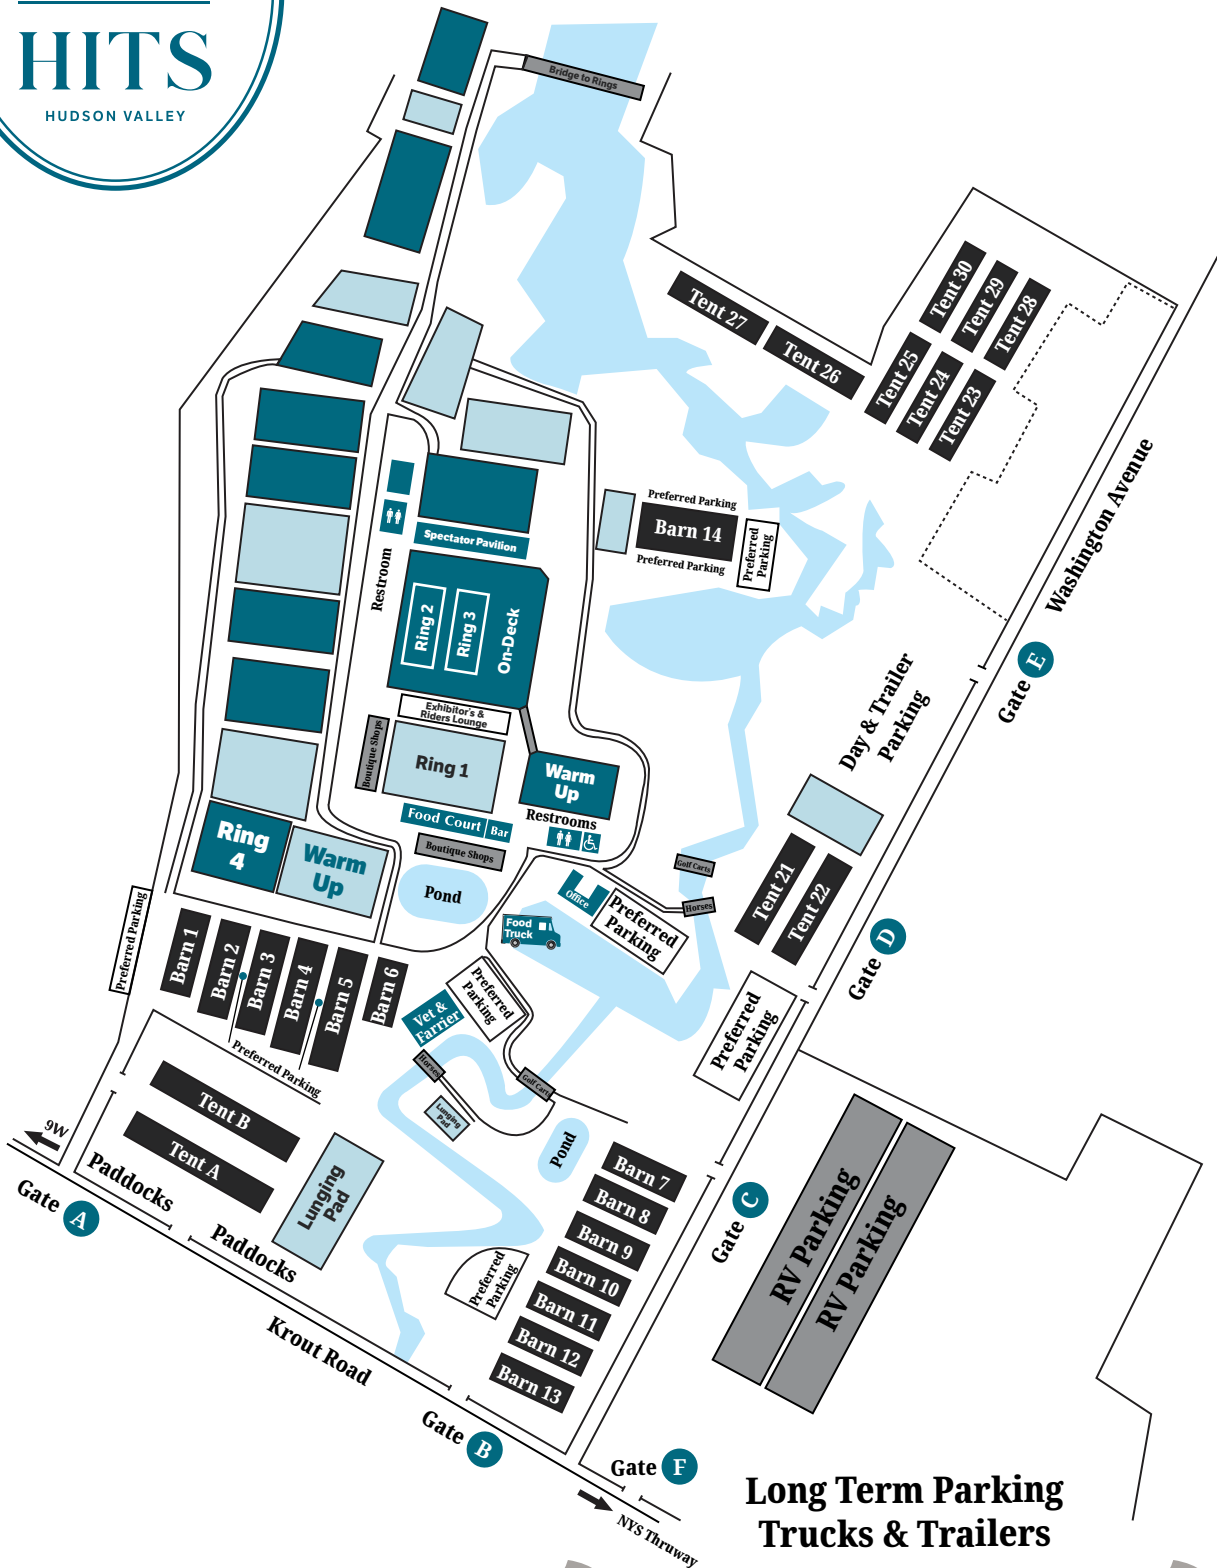 HITS
HUDSON VALLEY
Bridge to Rings
Tent 30
Tent 29
Tent 28
Tent 27
Tent 26
Tent 25
Tent 24
Tent 23
Washington Avenue
Preferred Parking
Barn 14
Preferred Parking
Preferred
Parking
Spectator Pavilion
Restroom
Ring 2
Ring 3
On-Deck
Exhibitor's &
Riders Lounge
Boutique Shops
Ring 1
Warm
Up
Restrooms
Food Court
Bar
Boutique Shops
Ring
4
Warm
Up
Pond
Office
Food
Truck
Preferred
Parking
Golf Carts
Horses
Day & Trailer
Parking
Gate E
Tent 21
Tent 22
Gate D
Preferred
Parking
Preferred Parking
Barn 1
Barn 2
Barn 3
Barn 4
Barn 5
Barn 6
Preferred Parking
Vet &
Farrier
Preferred
Parking
Horses
Golf Carts
Lunging
Pad
Pond
Tent B
Tent A
Lunging
Pad
9W
Paddocks
Paddocks
Gate A
Krout Road
Preferred
Parking
Barn 7
Barn 8
Barn 9
Barn 10
Barn 11
Barn 12
Barn 13
Gate C
RV Parking
RV Parking
Gate B
Gate F
NYS Thruway
Long Term Parking
Trucks & Trailers